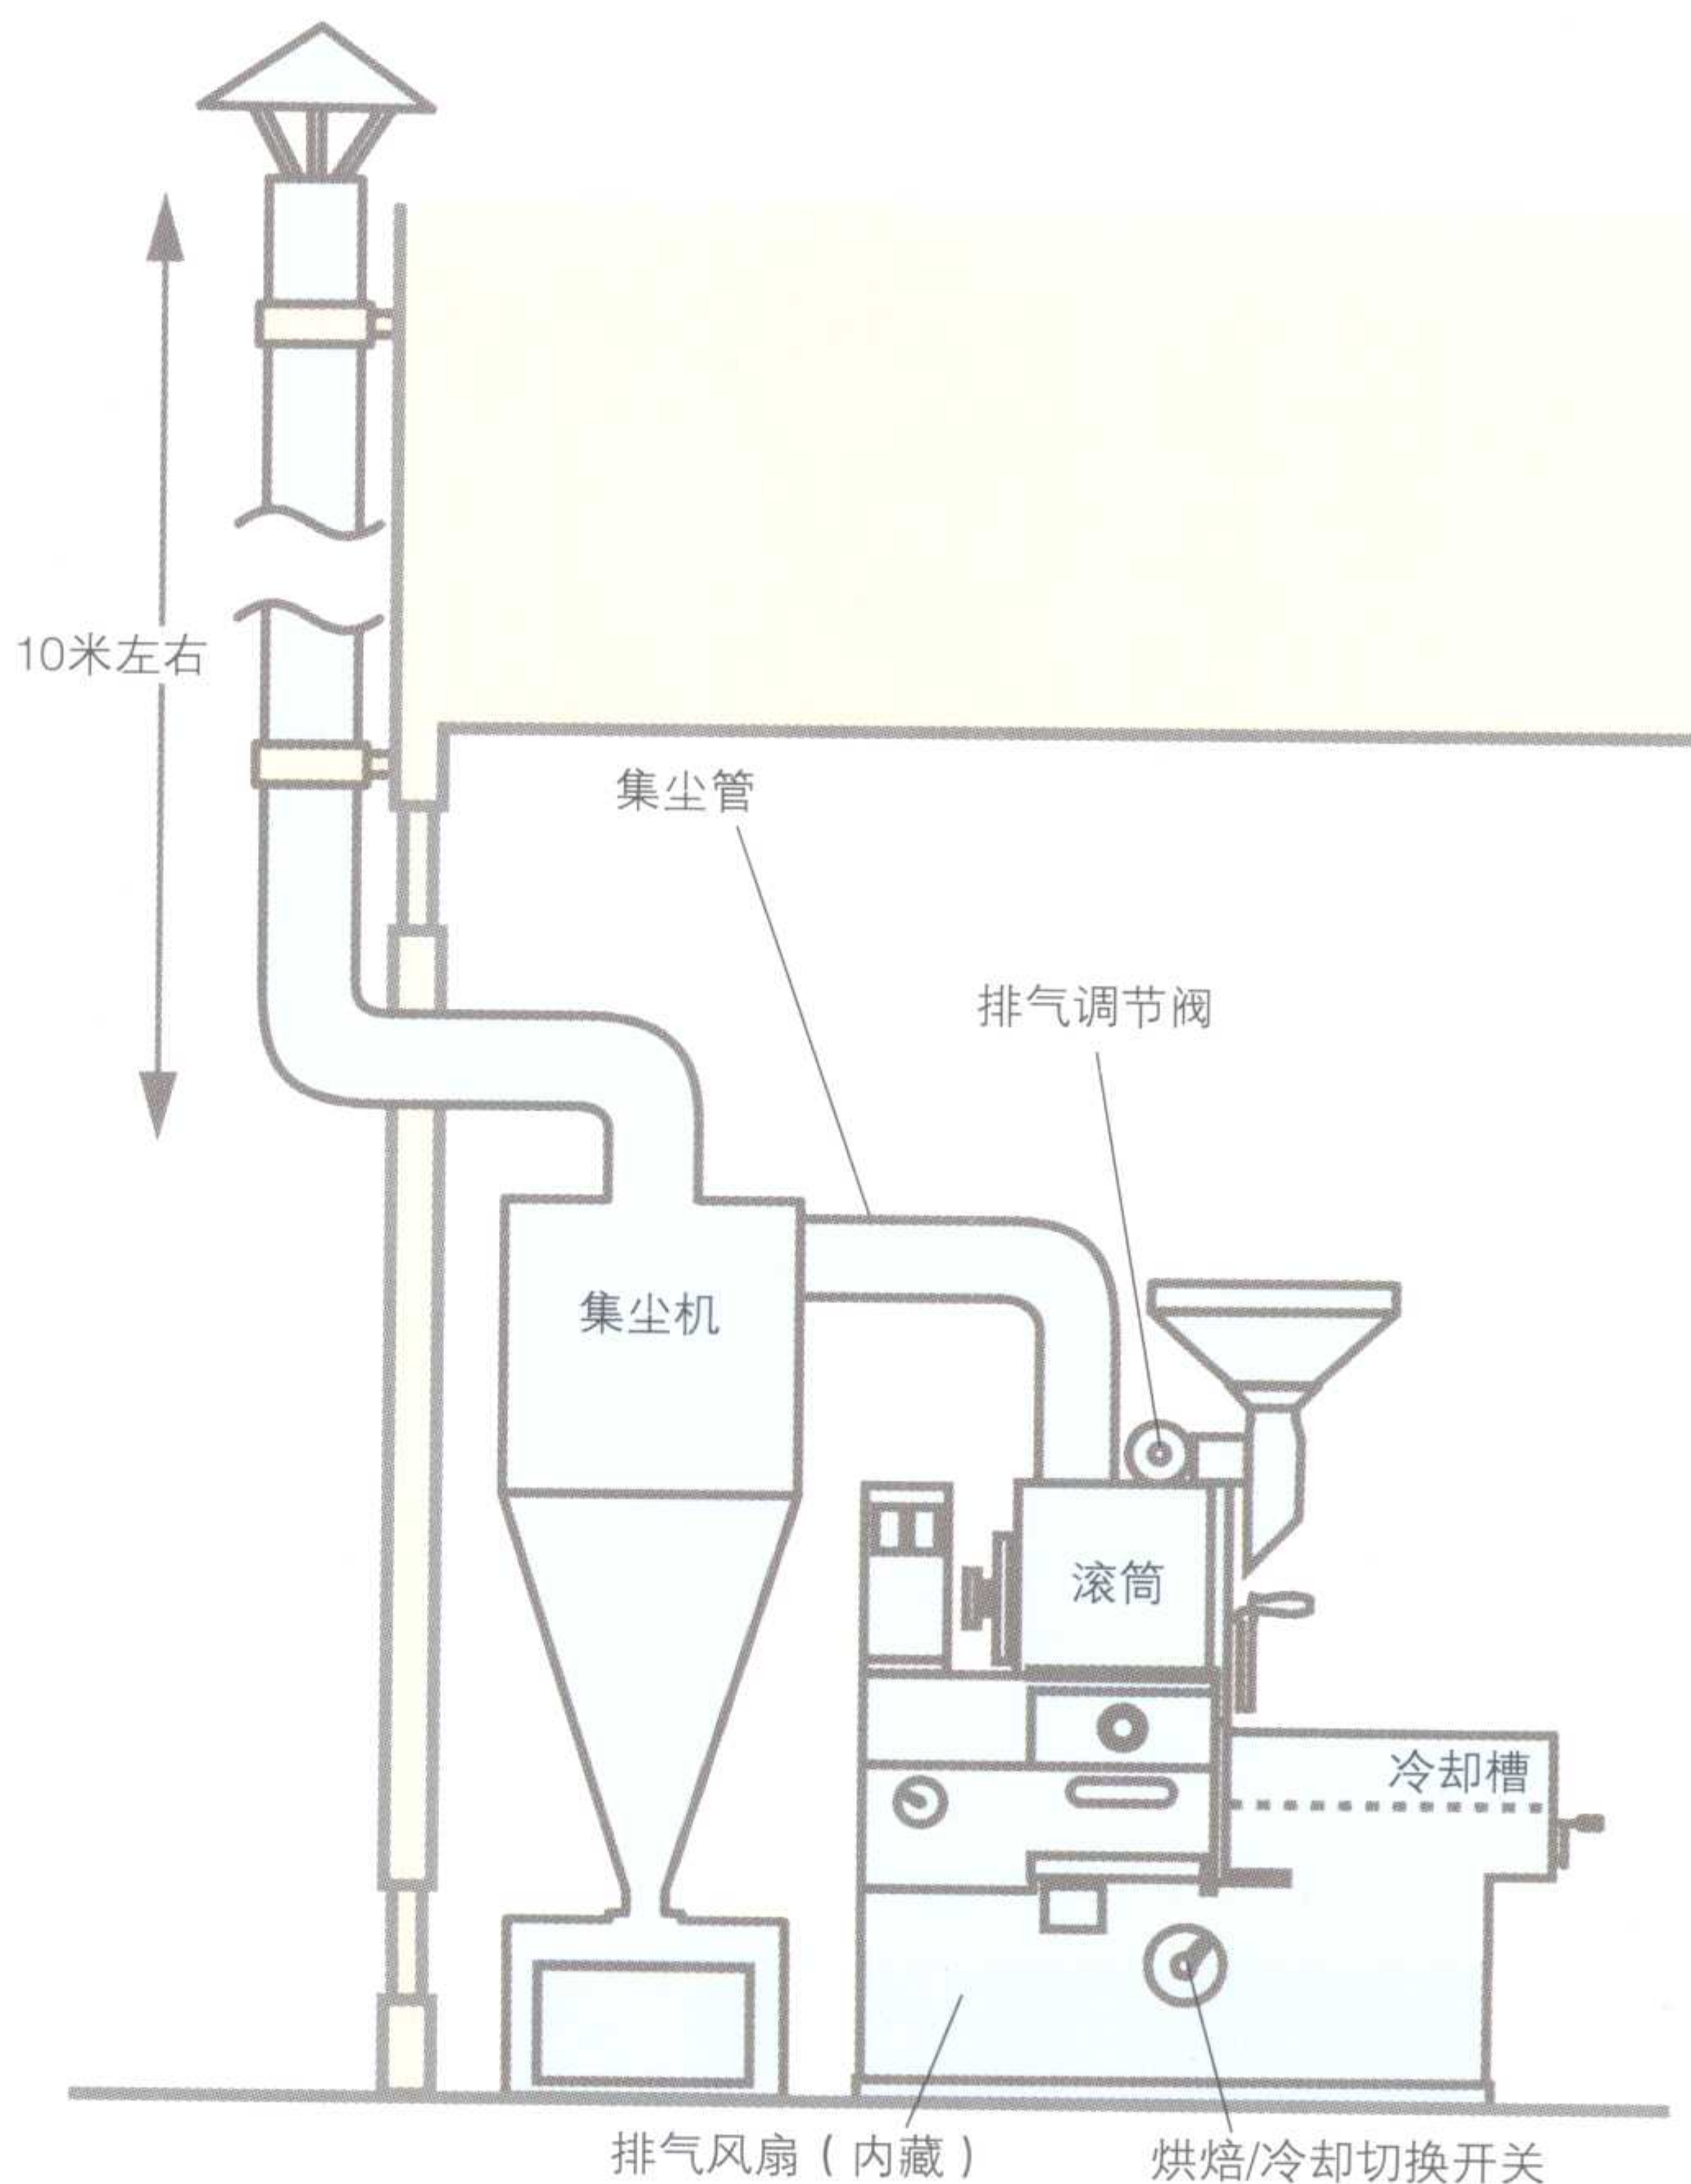 10米左右
集尘管
排气调节阀
集尘机
滚筒
冷却槽
排气风扇（内藏）
烘焙/冷却切换开关